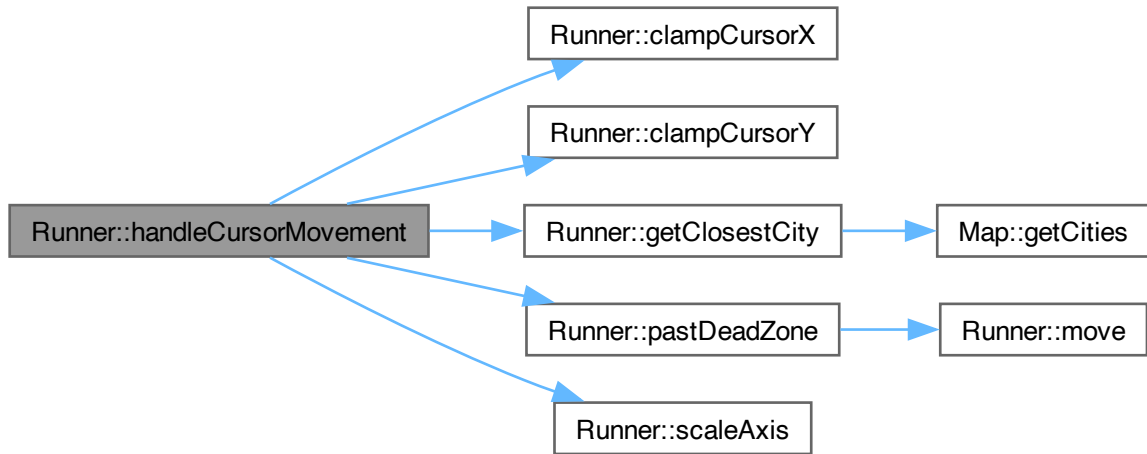 Runner::clampCursorX
Runner::clampCursorY
Runner::handleCursorMovement
Runner::getClosestCity
Map::getCities
Runner::pastDeadZone
Runner::move
Runner::scaleAxis